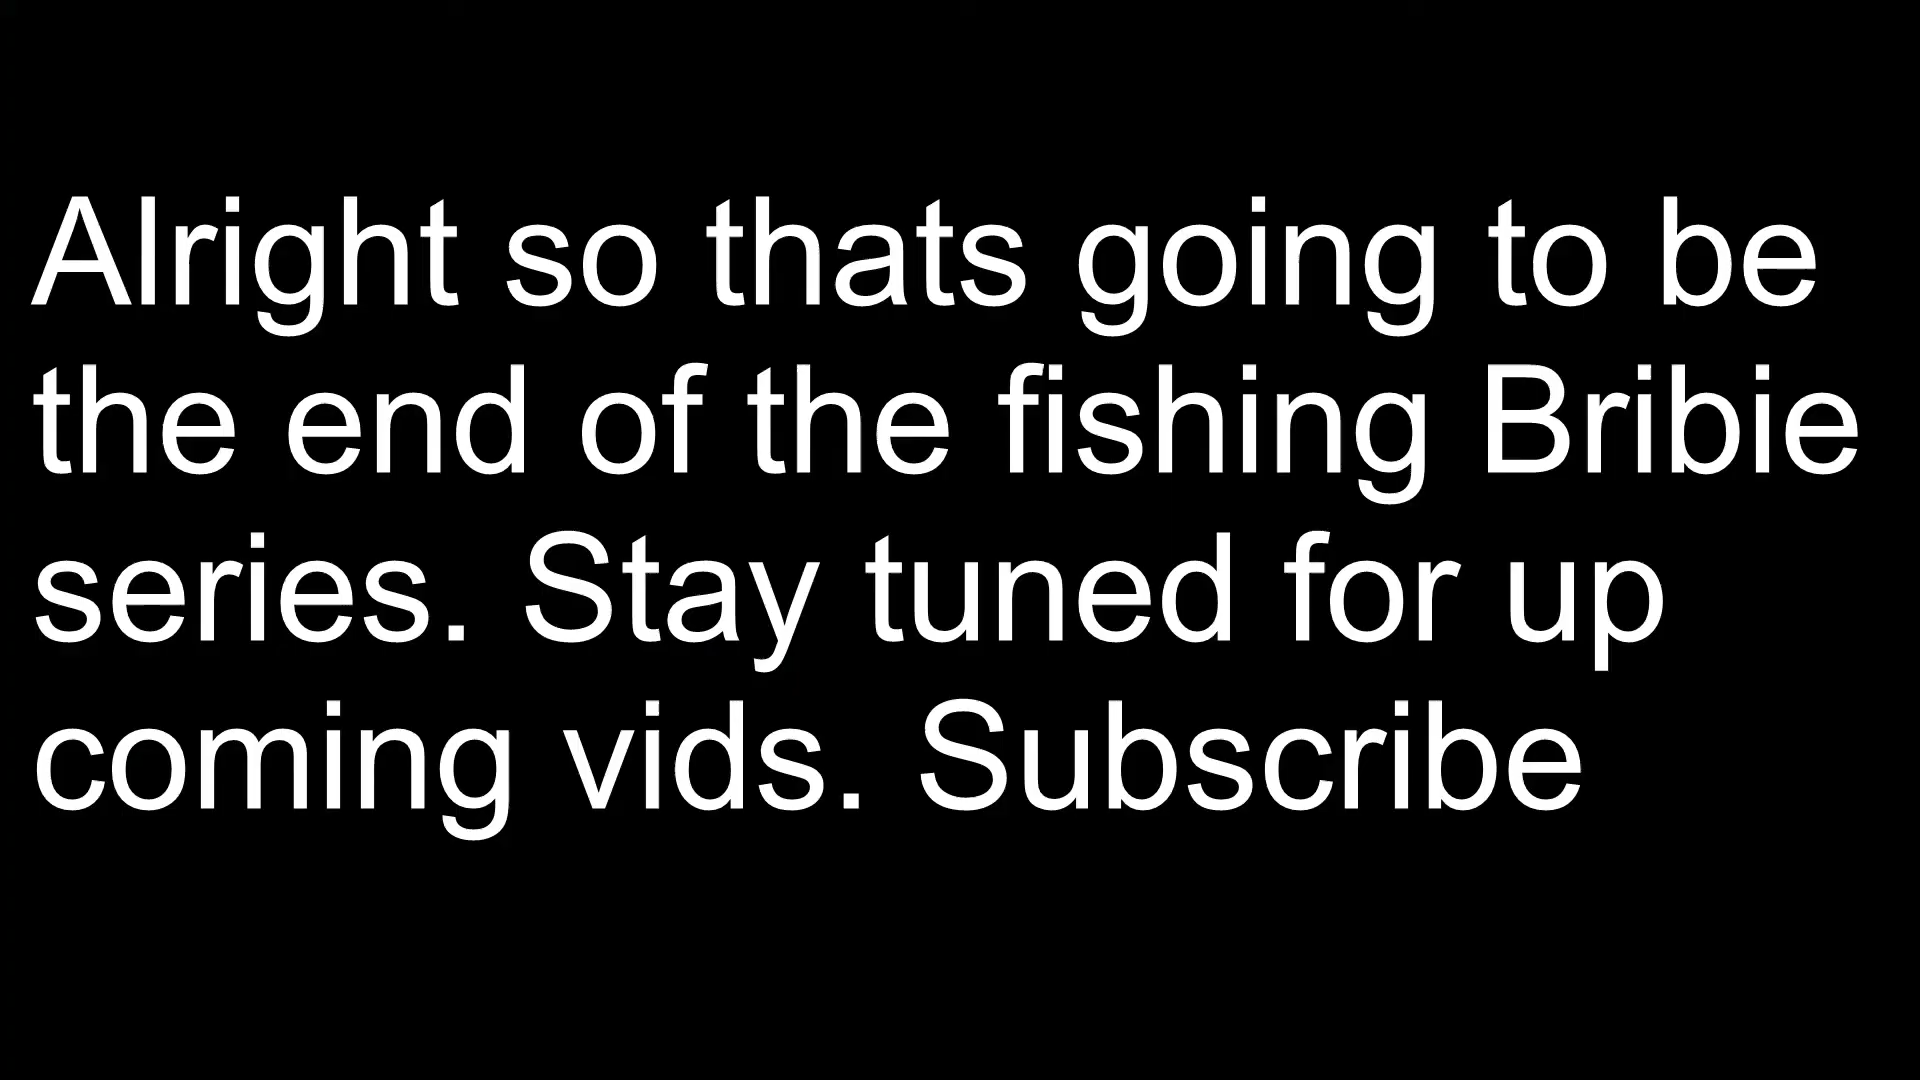 Alright so thats going to be
the end of the fishing Bribie
series. Stay tuned for up
coming vids. Subscribe